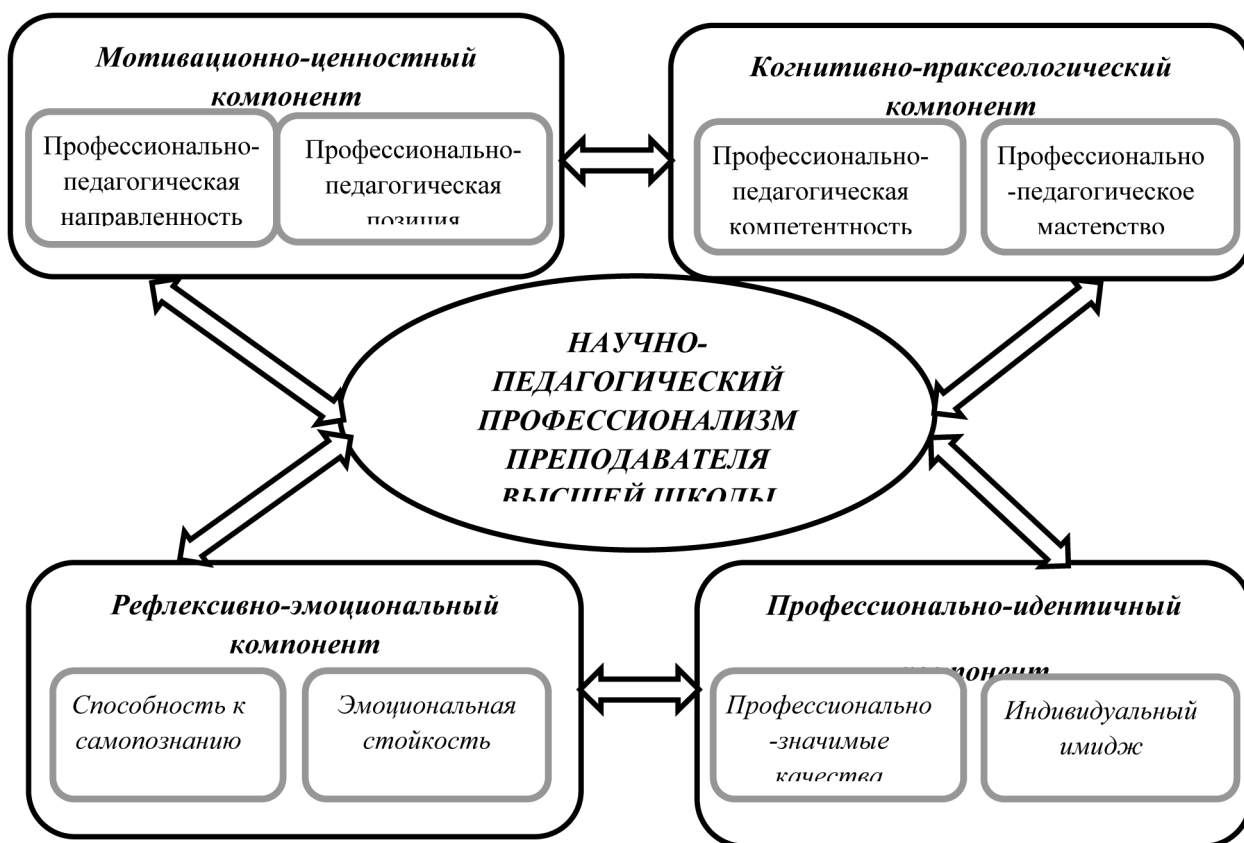 Мотивационно-ценностный
компонент
Профессионально-
педагогическая
направленность
Профессионально-
педагогическая
позиция
Когнитивно-праксеологический
компонент
Профессионально-
педагогическая
компетентность
Профессионально
-педагогическое
мастерство
НАУЧНО-
ПЕДАГОГИЧЕСКИЙ
ПРОФЕССИОНАЛИЗМ
ПРЕПОДАВАТЕЛЯ
ВЫСШЕЙ ШКОЛЫ
Рефлексивно-эмоциональный
компонент
Способность к
самопознанию
Эмоциональная
стойкость
Профессионально-идентичный
компонент
Профессионально
-значимые
качества
Индивидуальный
имидж